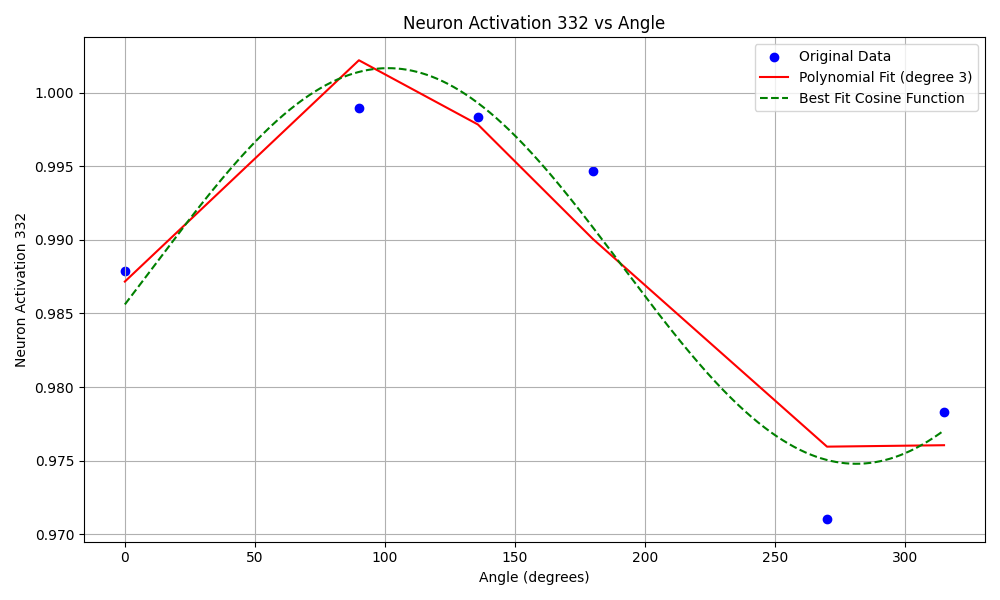 Neuron Activation 332 vs Angle
Original Data
Polynomial Fit (degree 3)
Best Fit Cosine Function
Neuron Activation 332
1.000
0.995
0.990
0.985
0.980
0.975
0.970
0 50 100 150 200 250 300
Angle (degrees)